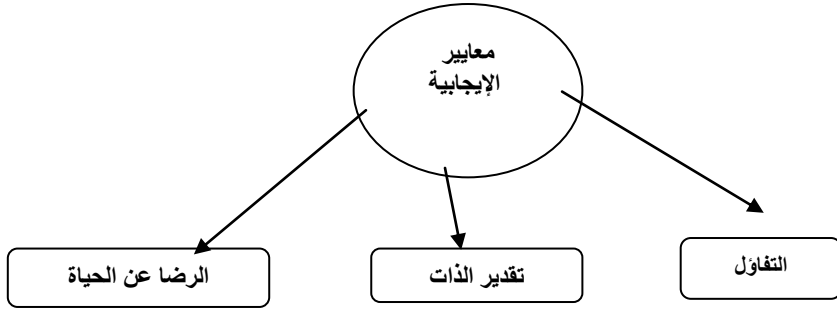 معايير
الإيجابية
التفاؤل
تقدير الذات
الرضا عن الحياة